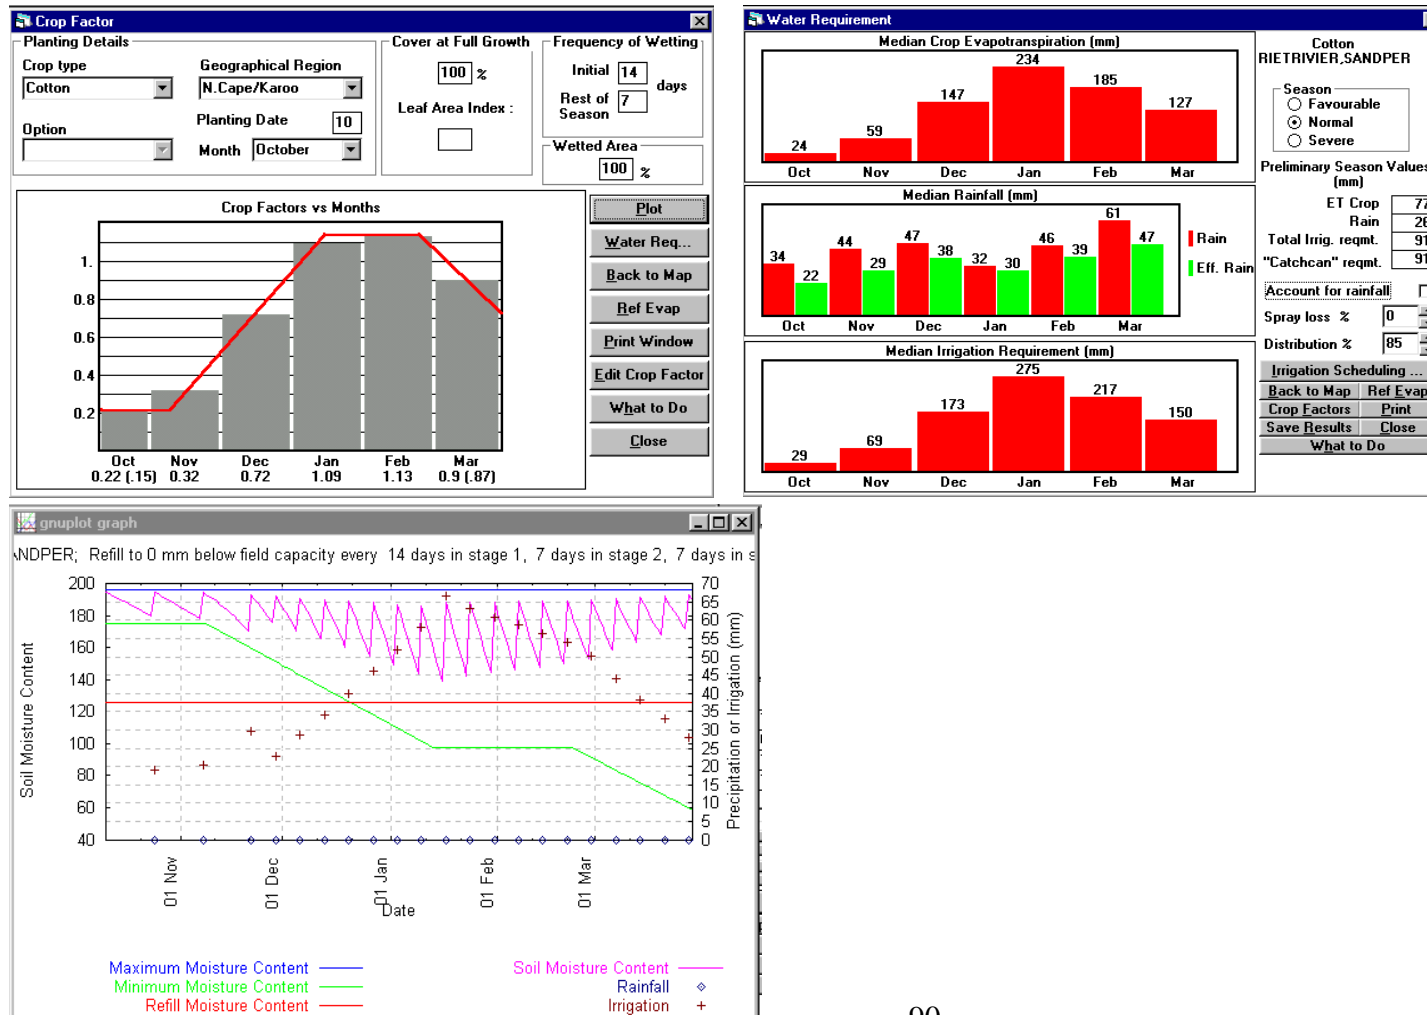 Crop Factor
Planting Details
Crop type
Cotton
Geographical Region
N.Cape/Karoo
Option
Planting Date 10
Month October
Cover at Full Growth
100 %
Leaf Area Index :
Frequency of Wetting
Initial 14 days
Rest of Season 7
Wetted Area
100 %
Crop Factors vs Months
1.
0.8
0.6
0.4
0.2
Oct Nov Dec Jan Feb Mar
0.22 (.15) 0.32 0.72 1.09 1.13 0.9 (.87)
Plot
Water Req...
Back to Map
Ref Evap
Print Window
Edit Crop Factor
What to Do
Close
Water Requirement
Median Crop Evapotranspiration (mm)
24 59 147 234 185 127
Oct Nov Dec Jan Feb Mar
Median Rainfall (mm)
34 22 44 29 47 38 32 30 46 39 61 47
Oct Nov Dec Jan Feb Mar
Rain
Eff. Rain
Median Irrigation Requirement (mm)
29 69 173 275 217 150
Oct Nov Dec Jan Feb Mar
Cotton
RIETRIVIER,SANDPER
Season
Favourable
Normal
Severe
Preliminary Season Values
(mm)
ET Crop 77
Rain 26
Total Irrig. reqmt. 91
"Catchcan" reqmt. 91
Account for rainfall
Spray loss % 0
Distribution % 85
Irrigation Scheduling ...
Back to Map Ref Evap
Crop Factors Print
Save Results Close
What to Do
gnuplot graph
NDPER; Refill to 0 mm below field capacity every 14 days in stage 1, 7 days in stage 2, 7 days in s
Soil Moisture Content
200
180
160
140
120
100
80
60
40
70
65
60
55
50
45
40
35
30
25
20
15
10
5
0
Precipitation or Irrigation (mm)
01 Nov
01 Dec
01 Jan
01 Feb
01 Mar
Date
Maximum Moisture Content
Minimum Moisture Content
Refill Moisture Content
Soil Moisture Content
Rainfall
Irrigation